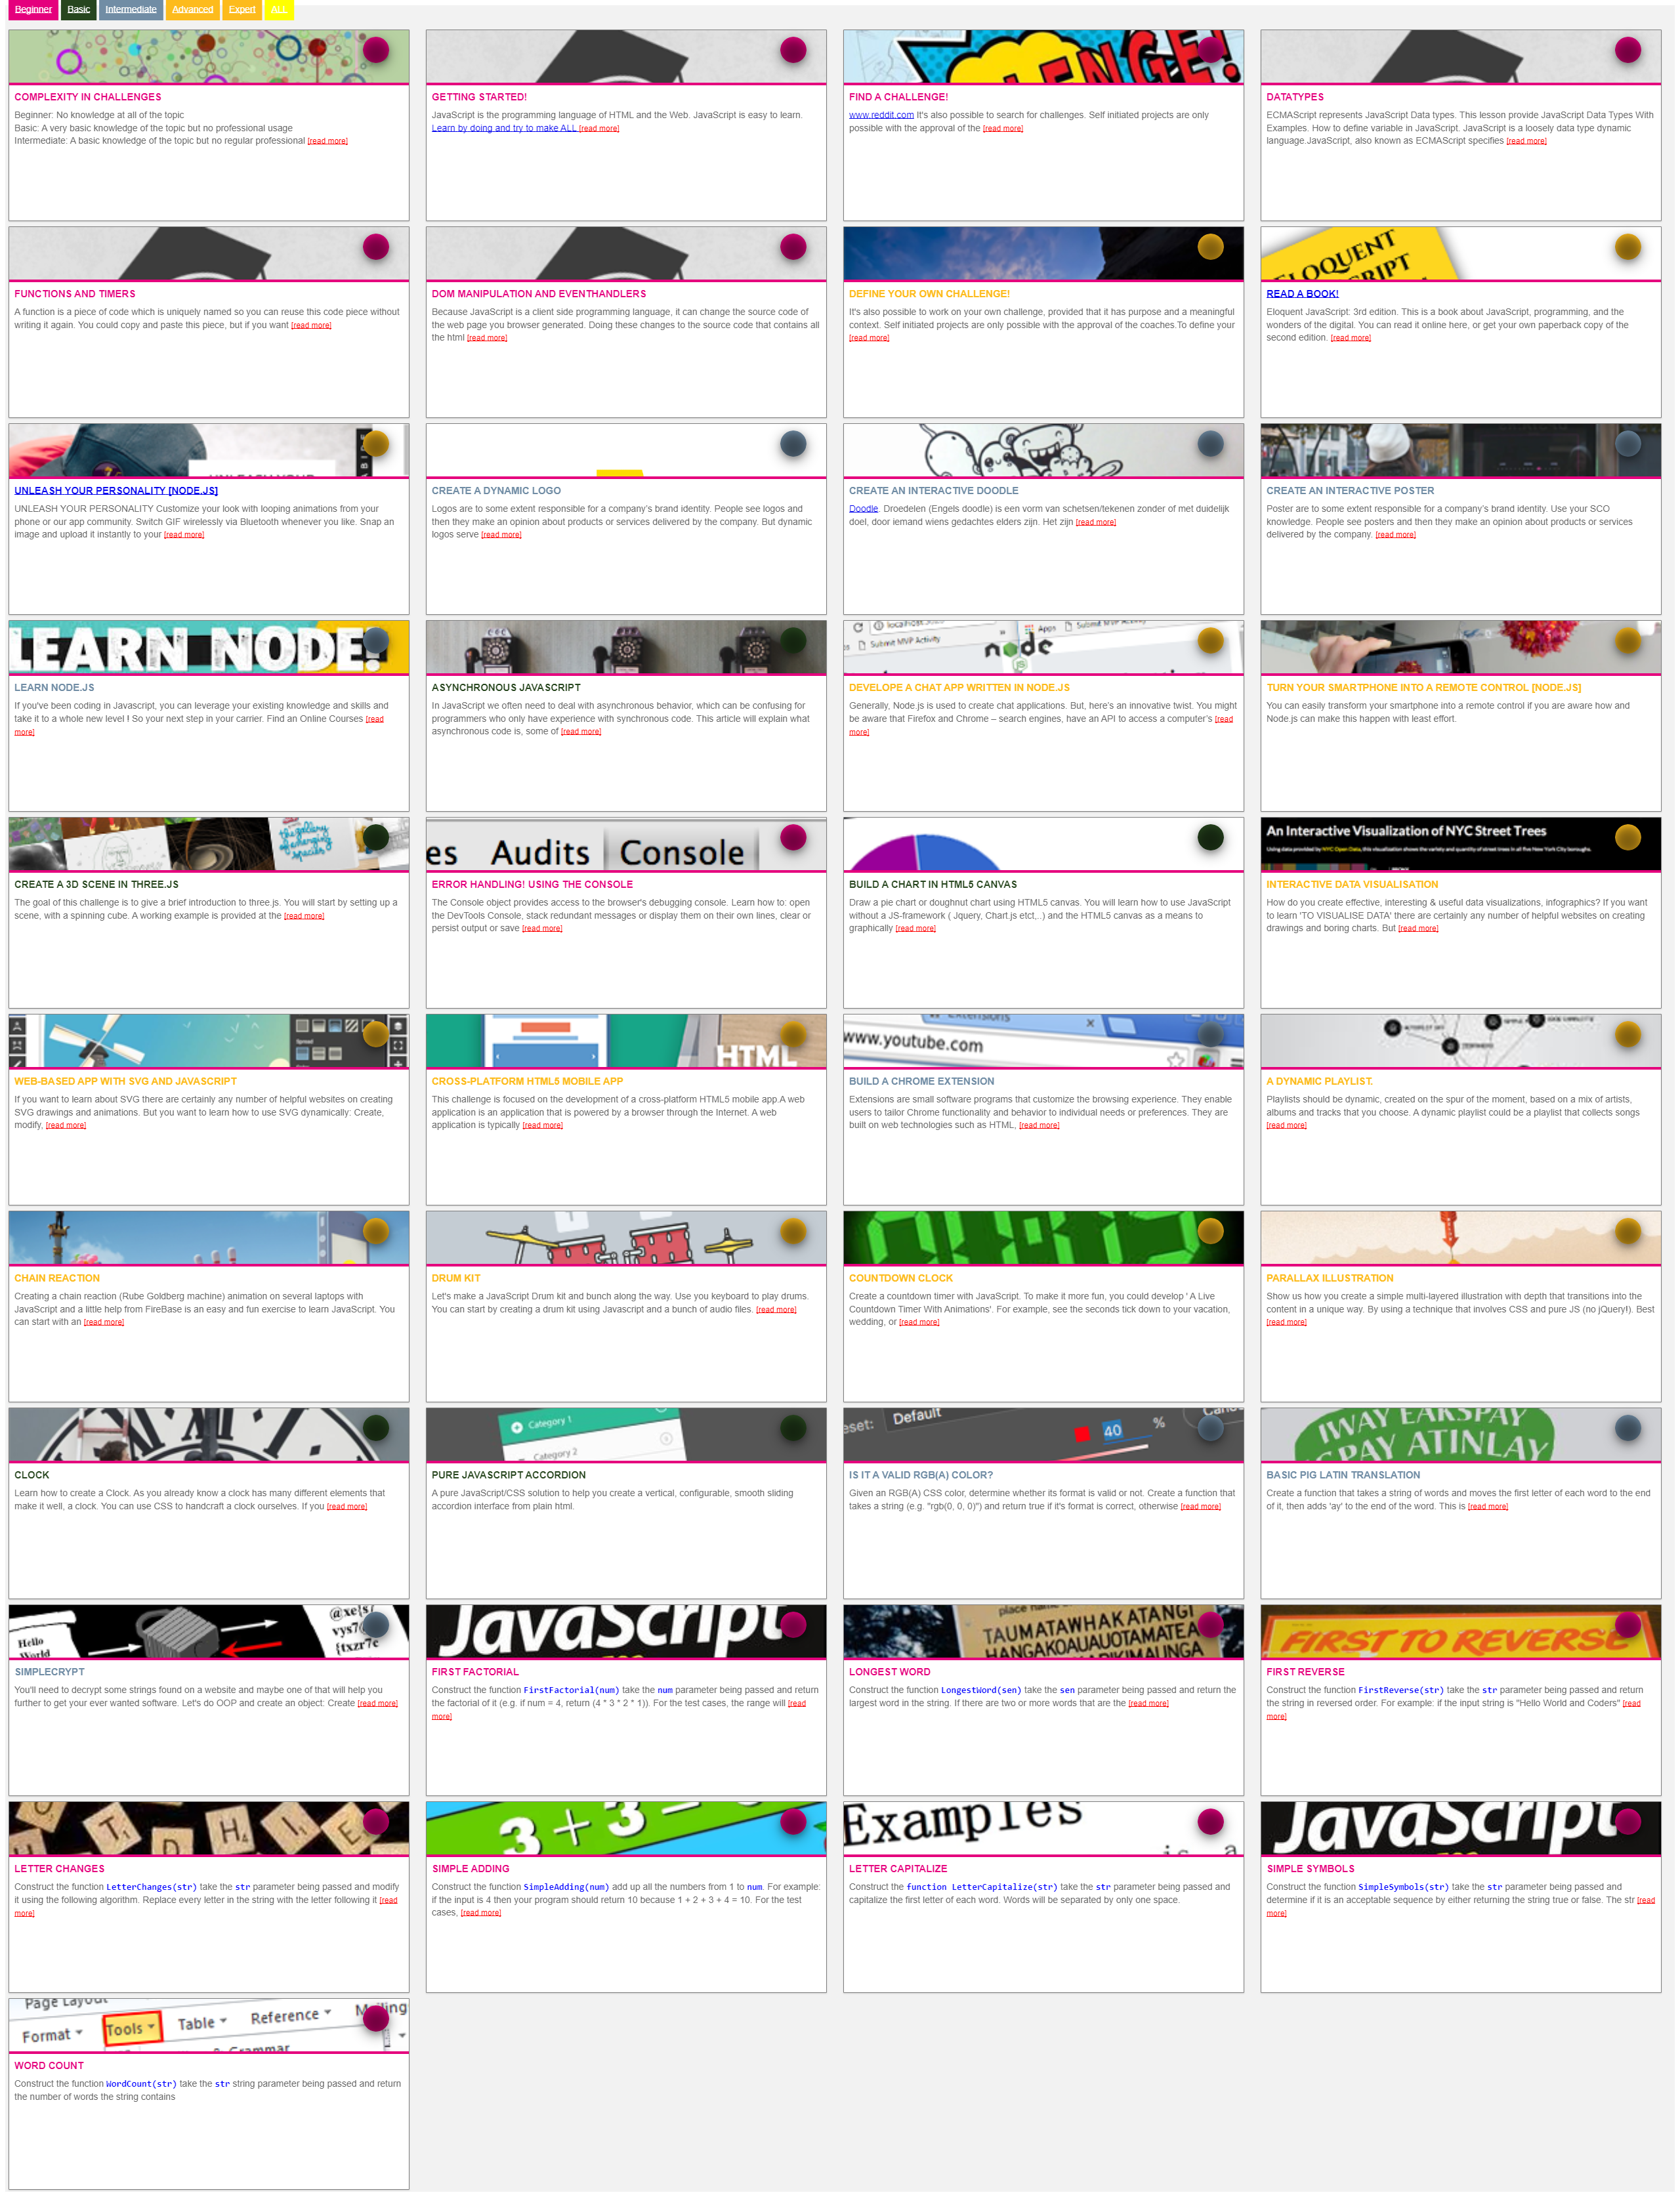 Beginner Basic Intermediate Advanced Expert ALL
COMPLEXITY IN CHALLENGES
Beginner: No knowledge at all of the topic
Basic: A very basic knowledge of the topic but no professional usage
Intermediate: A basic knowledge of the topic but no regular professional [read more]
GETTING STARTED!
JavaScript is the programming language of HTML and the Web. JavaScript is easy to learn.
Learn by doing and try to make ALL [read more]
FIND A CHALLENGE!
www.reddit.com It's also possible to search for challenges. Self initiated projects are only
possible with the approval of the [read more]
DATATYPES
ECMAScript represents JavaScript Data types. This lesson provide JavaScript Data Types With
Examples. How to define variable in JavaScript. JavaScript is a loosely data type dynamic
language.JavaScript, also known as ECMAScript specifies [read more]
FUNCTIONS AND TIMERS
A function is a piece of code which is uniquely named so you can reuse this code piece without
writing it again. You could copy and paste this piece, but if you want [read more]
DOM MANIPULATION AND EVENTHANDLERS
Because JavaScript is a client side programming language, it can change the source code of
the web page you browser generated. Doing these changes to the source code that contains all
the html [read more]
DEFINE YOUR OWN CHALLENGE!
It's also possible to work on your own challenge, provided that it has purpose and a meaningful
context. Self initiated projects are only possible with the approval of the coaches.To define your
[read more]
ELOQUENT
READ A BOOK!
Eloquent JavaScript: 3rd edition. This is a book about JavaScript, programming, and the
wonders of the digital. You can read it online here, or get your own paperback copy of the
second edition. [read more]
UNLEASH YOUR PERSONALITY [NODE.JS]
UNLEASH YOUR PERSONALITY Customize your look with looping animations from your
phone or our app community. Switch GIF wirelessly via Bluetooth whenever you like. Snap an
image and upload it instantly to your [read more]
CREATE A DYNAMIC LOGO
Logos are to some extent responsible for a company's brand identity. People see logos and
then they make an opinion about products or services delivered by the company. But dynamic
logos serve [read more]
CREATE AN INTERACTIVE DOODLE
Doodle. Droedelen (Engels doodle) is een vorm van schetsen/tekenen zonder of met duidelijk
doel, door iemand wiens gedachtes elders zijn. Het zijn [read more]
CREATE AN INTERACTIVE POSTER
Poster are to some extent responsible for a company's brand identity. Use your SCO
knowledge. People see posters and then they make an opinion about products or services
delivered by the company. [read more]
LEARN NODE!
LEARN NODE.JS
If you've been coding in Javascript, you can leverage your existing knowledge and skills and
take it to a whole new level ! So your next step in your carrier. Find an Online Courses [read
more]
ASYNCHRONOUS JAVASCRIPT
In JavaScript we often need to deal with asynchronous behavior, which can be confusing for
programmers who only have experience with synchronous code. This article will explain what
asynchronous code is, some of [read more]
Apps
Submit MVP Activity
node
DEVELOPE A CHAT APP WRITTEN IN NODE.JS
Generally, Node.js is used to create chat applications. But, here's an innovative twist. You might
be aware that Firefox and Chrome – search engines, have an API to access a computer's [read
more]
TURN YOUR SMARTPHONE INTO A REMOTE CONTROL [NODE.JS]
You can easily transform your smartphone into a remote control if you are aware how and
Node.js can make this happen with least effort.
CREATE A 3D SCENE IN THREE.JS
The goal of this challenge is to give a brief introduction to three.js. You will start by setting up a
scene, with a spinning cube. A working example is provided at the [read more]
es Audits Console
ERROR HANDLING! USING THE CONSOLE
The Console object provides access to the browser's debugging console. Learn how to: open
the DevTools Console, stack redundant messages or display them on their own lines, clear or
persist output or save [read more]
BUILD A CHART IN HTML5 CANVAS
Draw a pie chart or doughnut chart using HTML5 canvas. You will learn how to use JavaScript
without a JS-framework ( Jquery, Chart.js etct,..) and the HTML5 canvas as a means to
graphically [read more]
An Interactive Visualization of NYC Street Trees
Using data provided by NYC Open Data, this visualization shows the variety and quantity of street trees in all five New York City boroughs.
INTERACTIVE DATA VISUALISATION
How do you create effective, interesting & useful data visualizations, infographics? If you want
to learn 'TO VISUALISE DATA' there are certainly any number of helpful websites on creating
drawings and boring charts. But [read more]
WEB-BASED APP WITH SVG AND JAVASCRIPT
If you want to learn about SVG there are certainly any number of helpful websites on creating
SVG drawings and animations. But you want to learn how to use SVG dynamically: Create,
modify, [read more]
HTML
CROSS-PLATFORM HTML5 MOBILE APP
This challenge is focused on the development of a cross-platform HTML5 mobile app.A web
application is an application that is powered by a browser through the Internet. A web
application is typically [read more]
www.youtube.com
BUILD A CHROME EXTENSION
Extensions are small software programs that customize the browsing experience. They enable
users to tailor Chrome functionality and behavior to individual needs or preferences. They are
built on web technologies such as HTML, [read more]
A DYNAMIC PLAYLIST.
Playlists should be dynamic, created on the spur of the moment, based on a mix of artists,
albums and tracks that you choose. A dynamic playlist could be a playlist that collects songs
[read more]
CHAIN REACTION
Creating a chain reaction (Rube Goldberg machine) animation on several laptops with
JavaScript and a little help from FireBase is an easy and fun exercise to learn JavaScript. You
can start with an [read more]
DRUM KIT
Let's make a JavaScript Drum kit and bunch along the way. Use you keyboard to play drums.
You can start by creating a drum kit using Javascript and a bunch of audio files. [read more]
COUNTDOWN CLOCK
Create a countdown timer with JavaScript. To make it more fun, you could develop ' A Live
Countdown Timer With Animations'. For example, see the seconds tick down to your vacation,
wedding, or [read more]
PARALLAX ILLUSTRATION
Show us how you create a simple multi-layered illustration with depth that transitions into the
content in a unique way. By using a technique that involves CSS and pure JS (no jQuery!). Best
[read more]
CLOCK
Learn how to create a Clock. As you already know a clock has many different elements that
make it well, a clock. You can use CSS to handcraft a clock ourselves. If you [read more]
Category 1
Category 2
PURE JAVASCRIPT ACCORDION
A pure JavaScript/CSS solution to help you create a vertical, configurable, smooth sliding
accordion interface from plain html.
eset: Default
40 %
IS IT A VALID RGB(A) COLOR?
Given an RGB(A) CSS color, determine whether its format is valid or not. Create a function that
takes a string (e.g. "rgb(0, 0, 0)") and return true if it's format is correct, otherwise [read more]
IWAY EAKSPAY
PAY ATINLAY
BASIC PIG LATIN TRANSLATION
Create a function that takes a string of words and moves the first letter of each word to the end
of it, then adds 'ay' to the end of the word. This is [read more]
Hello
World
SIMPLECRYPT
You'll need to decrypt some strings found on a website and maybe one of that will help you
further to get your ever wanted software. Let's do OOP and create an object: Create [read more]
JavaScript
FIRST FACTORIAL
Construct the function FirstFactorial(num) take the num parameter being passed and return
the factorial of it (e.g. if num = 4, return (4 * 3 * 2 * 1)). For the test cases, the range will [read
more]
TAUMATAWHAKATANGI
HANGAKOAUAUOTAMATEA
LONGEST WORD
Construct the function LongestWord(sen) take the sen parameter being passed and return the
largest word in the string. If there are two or more words that are the [read more]
FIRST TO REVERSE
FIRST REVERSE
Construct the function FirstReverse(str) take the str parameter being passed and return
the string in reversed order. For example: if the input string is "Hello World and Coders" [read
more]
LETTER CHANGES
Construct the function LetterChanges(str) take the str parameter being passed and modify
it using the following algorithm. Replace every letter in the string with the letter following it [read
more]
3 + 3 =
SIMPLE ADDING
Construct the function SimpleAdding(num) add up all the numbers from 1 to num. For example:
if the input is 4 then your program should return 10 because 1 + 2 + 3 + 4 = 10. For the test
cases, [read more]
Examples
is a
LETTER CAPITALIZE
Construct the function LetterCapitalize(str) take the str parameter being passed and
capitalize the first letter of each word. Words will be separated by only one space.
JavaScript
SIMPLE SYMBOLS
Construct the function SimpleSymbols(str) take the str parameter being passed and
determine if it is an acceptable sequence by either returning the string true or false. The str [read
more]
Page Layout
Format Tools Table Reference Mailing
WORD COUNT
Construct the function WordCount(str) take the str string parameter being passed and return
the number of words the string contains